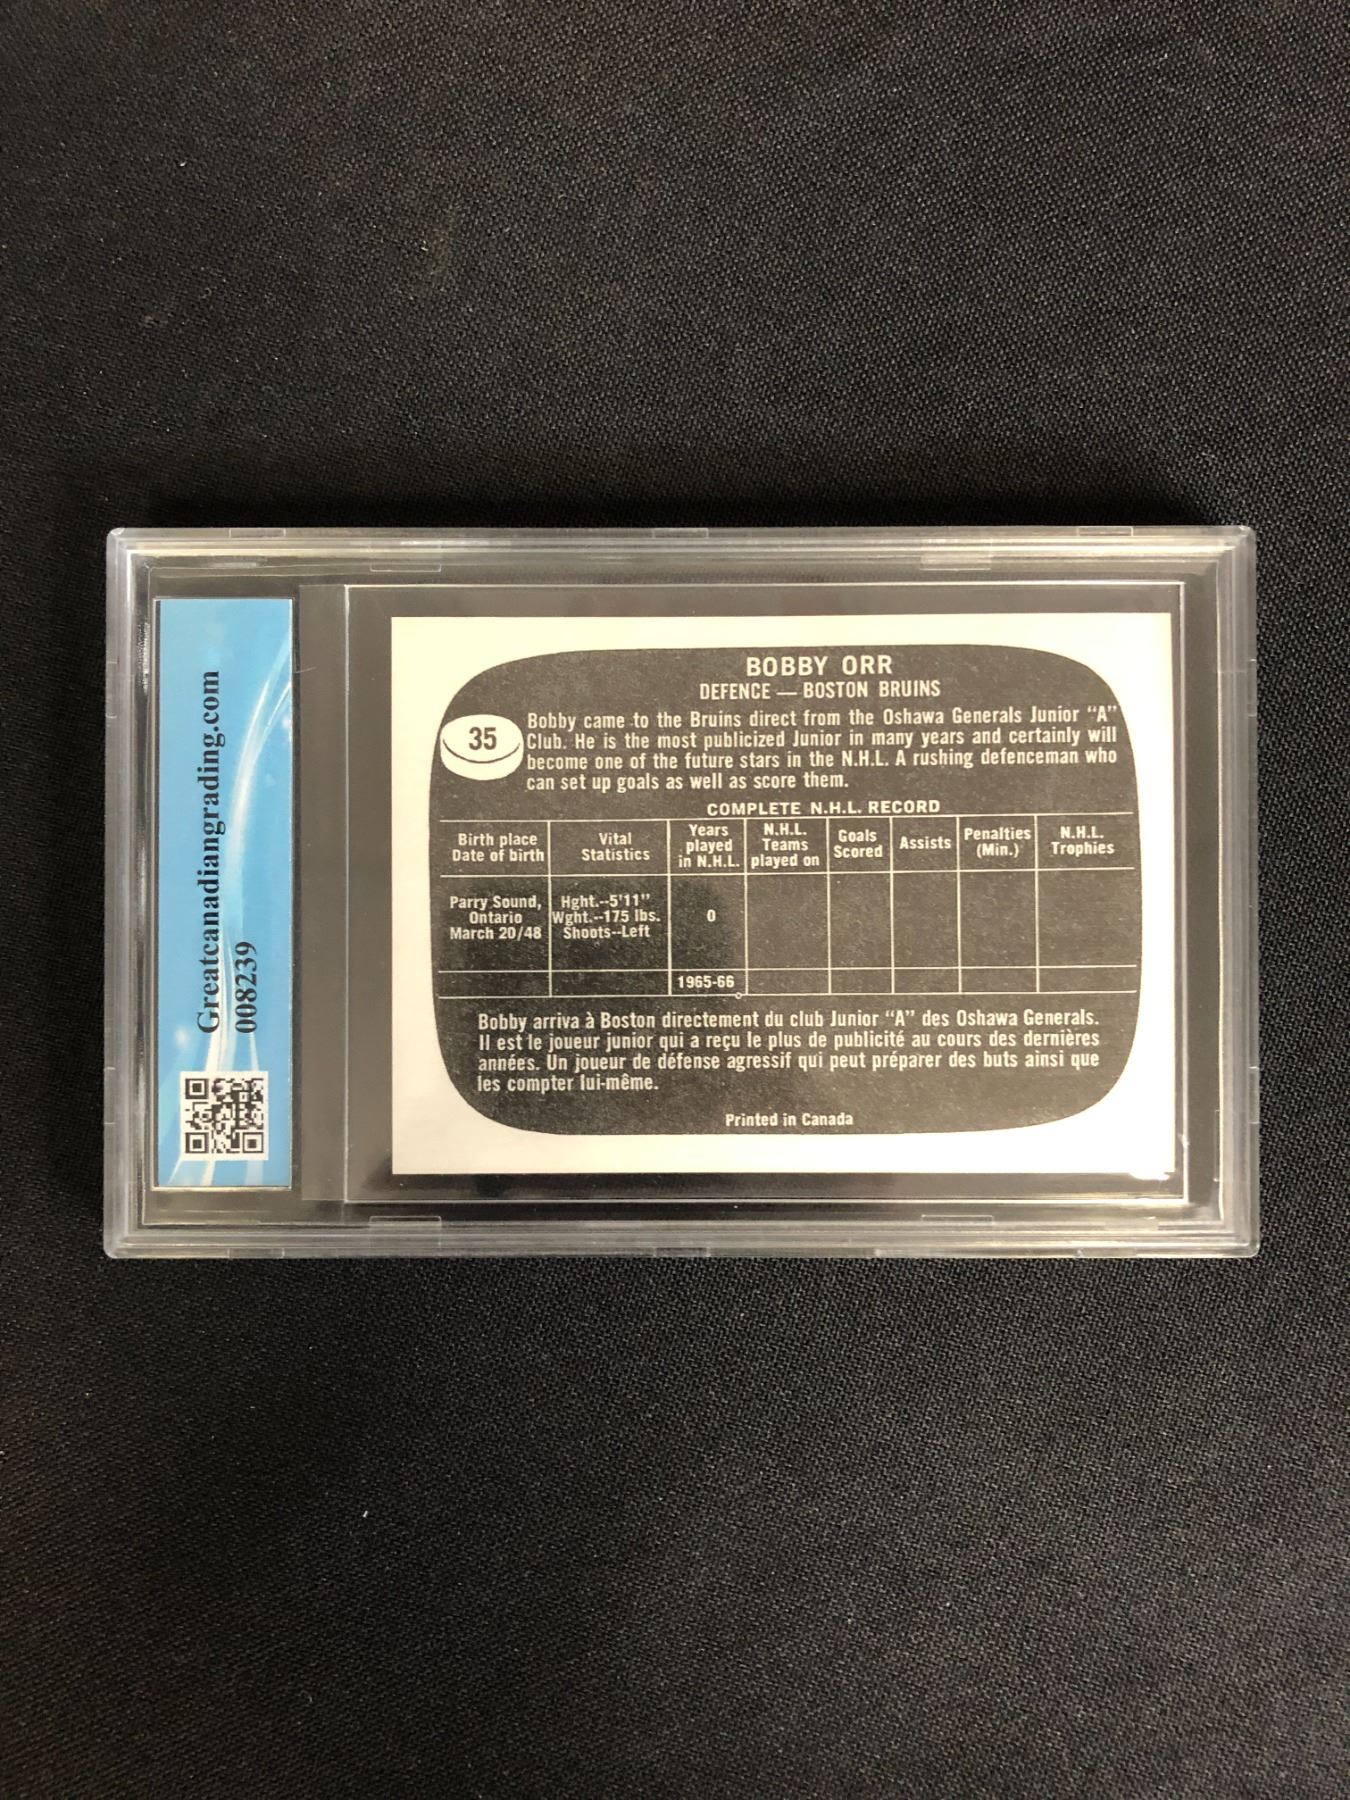 Greatcanadiangrading.com
008239
BOBBY ORR
DEFENCE — BOSTON BRUINS
35
Bobby came to the Bruins direct from the Oshawa Generals Junior “A”
Club. He is the most publicized Junior in many years and certainly will
become one of the future stars in the N.H.L. A rushing defenceman who
can set up goals as well as score them.
COMPLETE N.H.L. RECORD
Birth place
Date of birth
Vital
Statistics
Years
played
in N.H.L.
N.H.L.
Teams
played on
Goals
Scored
Assists
Penalties
(Min.)
N.H.L.
Trophies
Parry Sound,
Ontario
March 20/48
Hght.--5'11"
Wght.--175 lbs.
Shoots--Left
0
1965-66
Bobby arriva à Boston directement du club Junior “A” des Oshawa Generals.
Il est le joueur junior qui a reçu le plus de publicité au cours des dernières
années. Un joueur de défense agressif qui peut préparer des buts ainsi que
les compter lui-même.
Printed in Canada